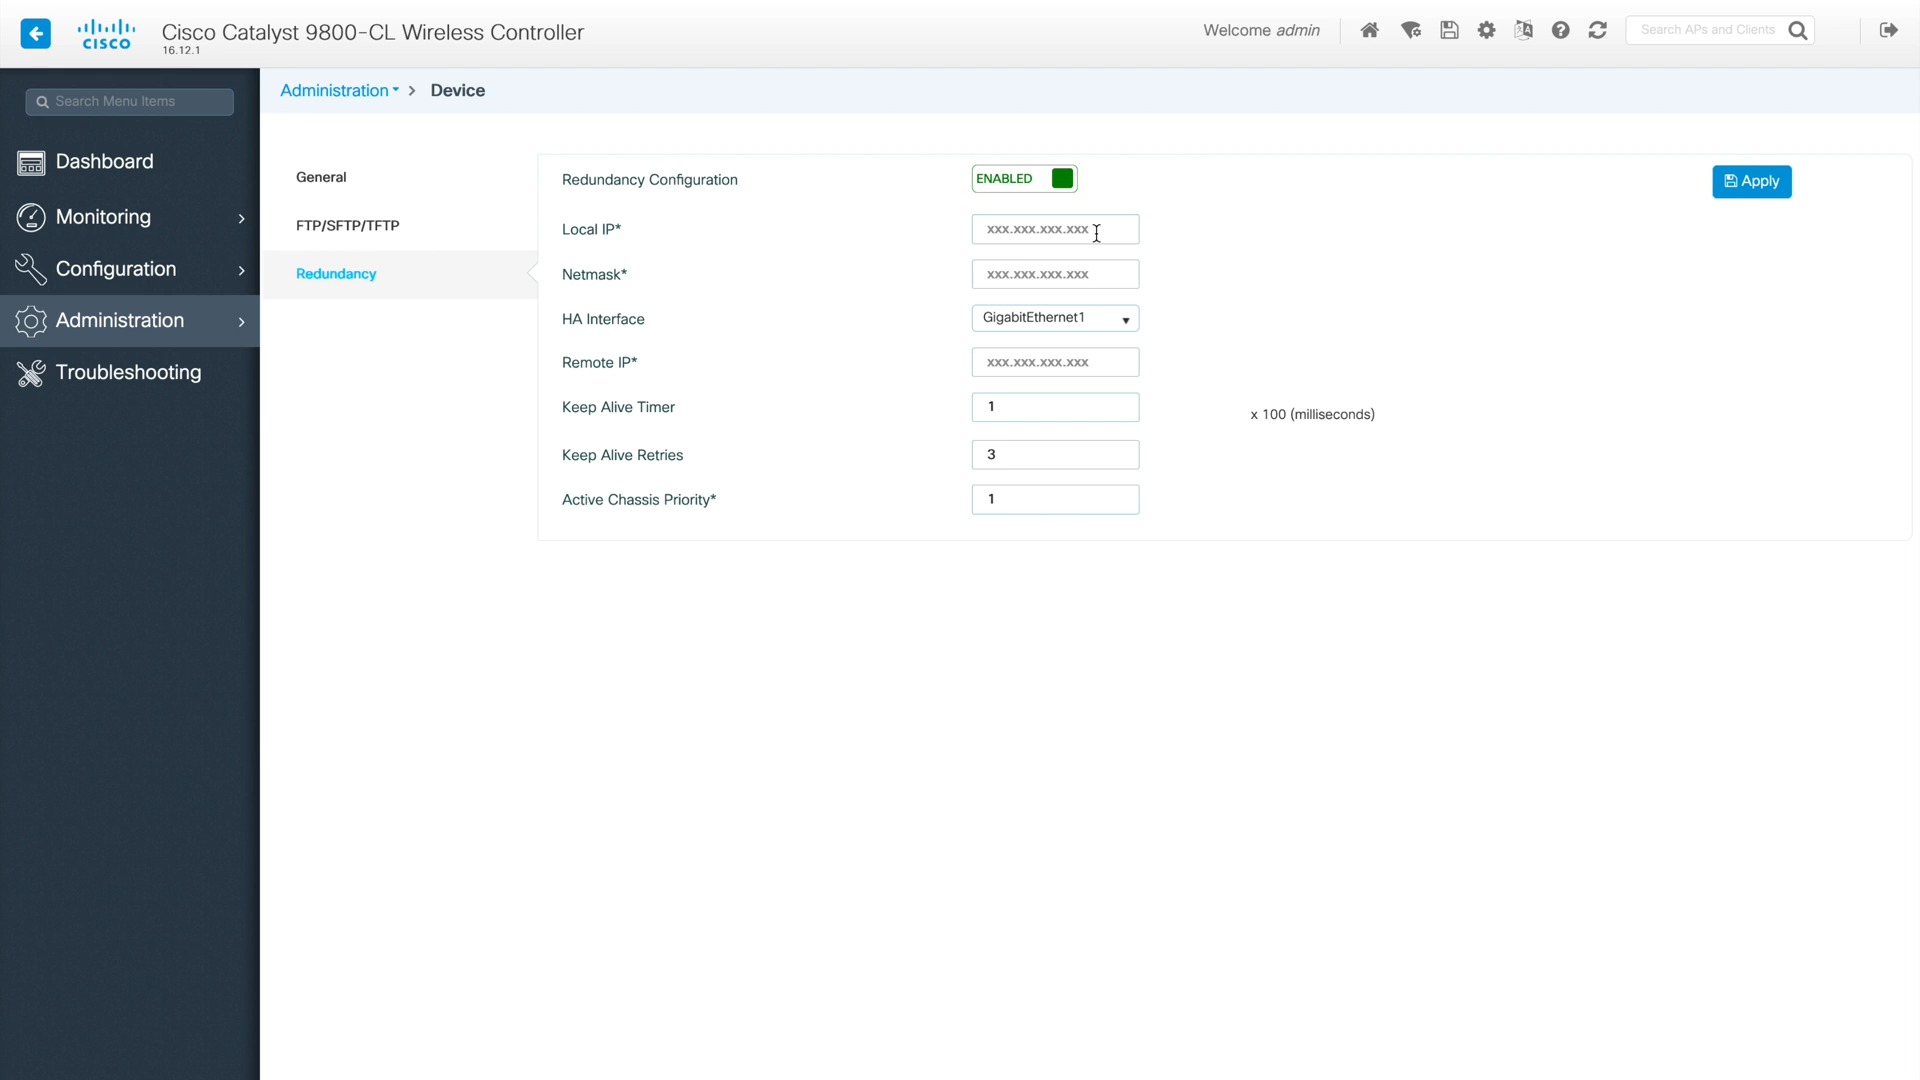 CISCO
Cisco Catalyst 9800-CL Wireless Controller
16.12.1
Welcome admin
Search APs and Clients
Search Menu Items
Administration > Device
Dashboard
Monitoring
Configuration
Administration
Troubleshooting
General
FTP/SFTP/TFTP
Redundancy
Redundancy Configuration ENABLED
Apply
Local IP* xxx.xxx.xxx.xxx
Netmask* xxx.xxx.xxx.xxx
HA Interface GigabitEthernet1
Remote IP* xxx.xxx.xxx.xxx
Keep Alive Timer 1 x 100 (milliseconds)
Keep Alive Retries 3
Active Chassis Priority* 1